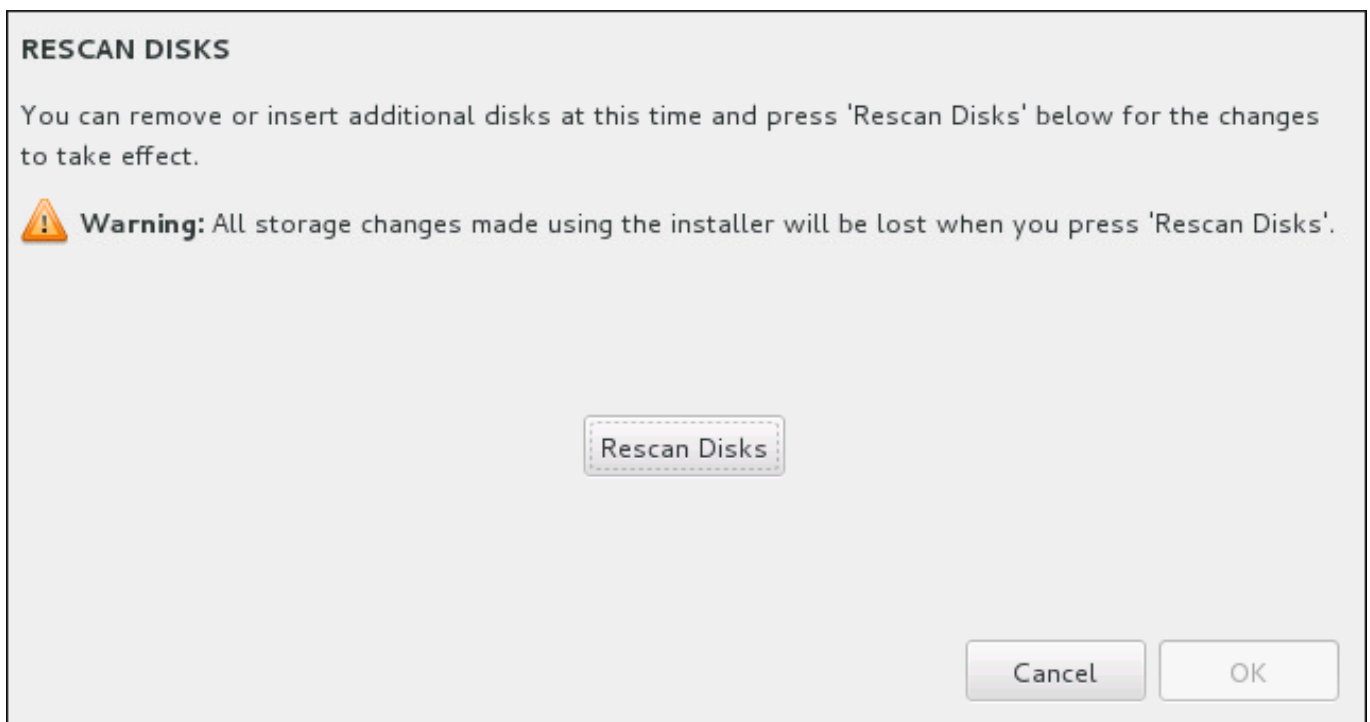 RESCAN DISKS
You can remove or insert additional disks at this time and press 'Rescan Disks' below for the changes
to take effect.
Warning: All storage changes made using the installer will be lost when you press 'Rescan Disks'.
Rescan Disks
Cancel
OK